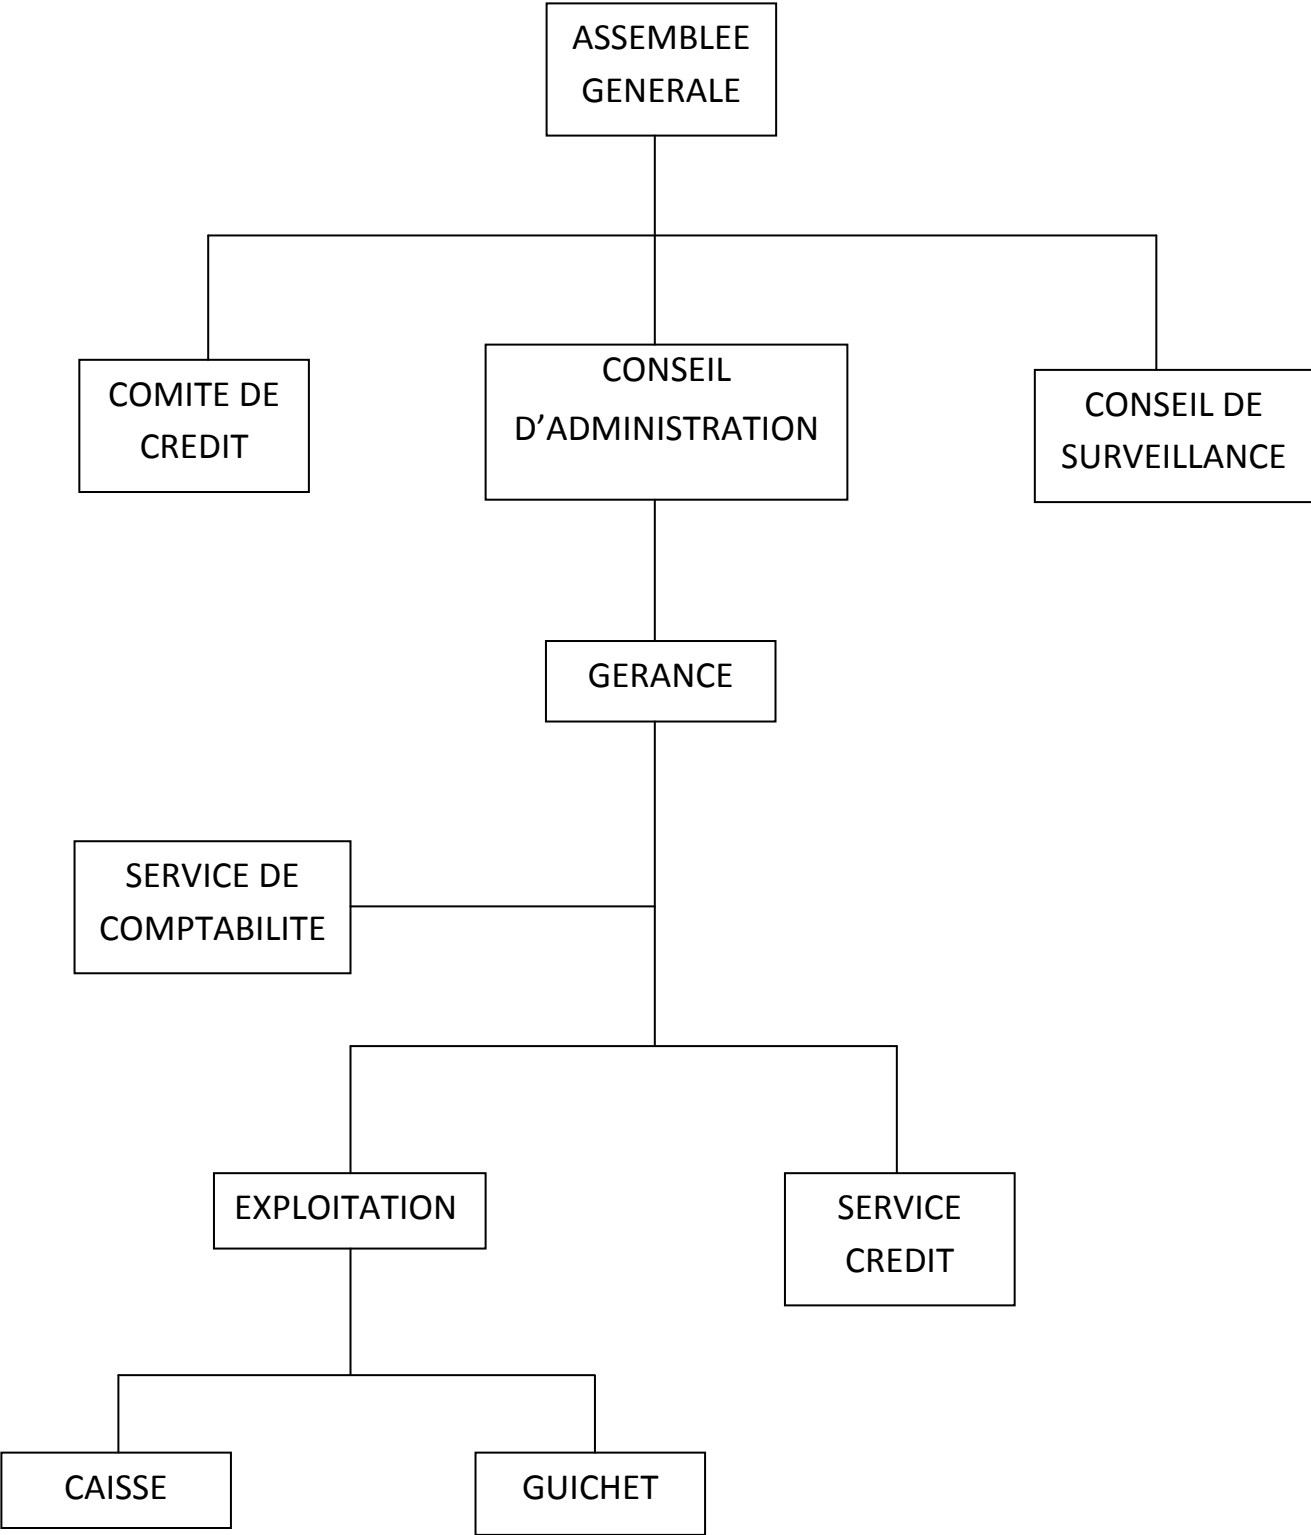 ASSEMBLEE
GENERALE
COMITE DE
CREDIT
CONSEIL
D’ADMINISTRATION
CONSEIL DE
SURVEILLANCE
GERANCE
SERVICE DE
COMPTABILITE
EXPLOITATION
SERVICE
CREDIT
CAISSE
GUICHET